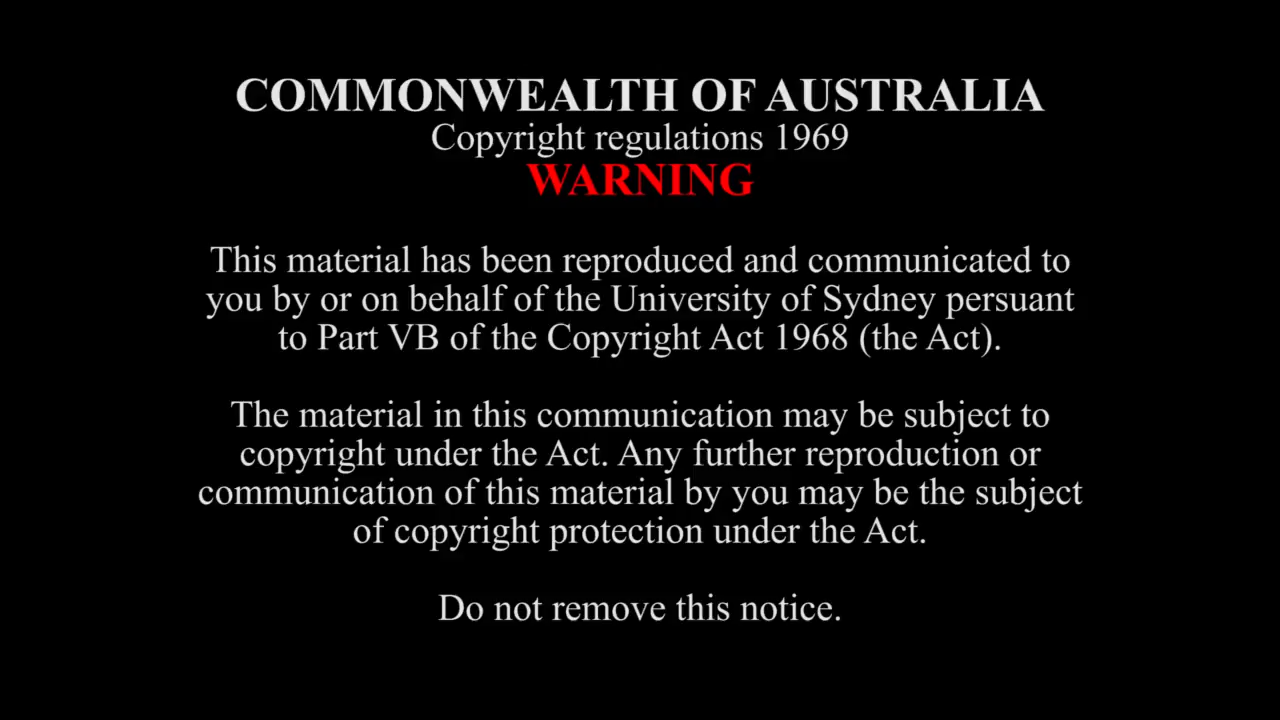 COMMONWEALTH OF AUSTRALIA
Copyright regulations 1969
WARNING
This material has been reproduced and communicated to
you by or on behalf of the University of Sydney persuant
to Part VB of the Copyright Act 1968 (the Act).
The material in this communication may be subject to
copyright under the Act. Any further reproduction or
communication of this material by you may be the subject
of copyright protection under the Act.
Do not remove this notice.